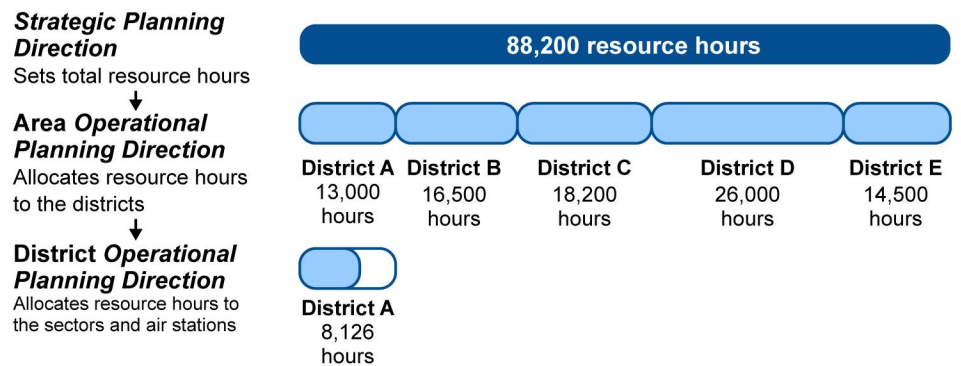 Strategic Planning
Direction
Sets total resource hours
88,200 resource hours
Area Operational
Planning Direction
Allocates resource hours
to the districts
District A
13,000
hours
District B
16,500
hours
District C
18,200
hours
District D
26,000
hours
District E
14,500
hours
District Operational
Planning Direction
Allocates resource hours to
the sectors and air stations
District A
8,126
hours